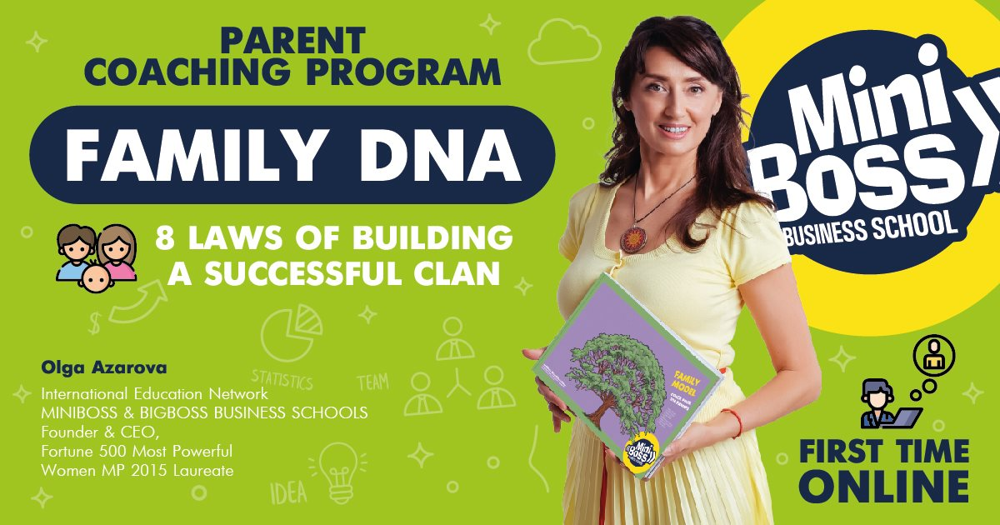 PARENT
COACHING PROGRAM
FAMILY DNA
8 LAWS OF BUILDING
A SUCCESSFUL CLAN
Olga Azarova
International Education Network
MINIBOSS & BIGBOSS BUSINESS SCHOOLS
Founder & CEO,
Fortune 500 Most Powerful
Women MP 2015 Laureate
$
STATISTICS
TEAM
IDEA
FAMILY
MODEL
Mini
Boss
Mini
Boss
BUSINESS SCHOOL
FIRST TIME
ONLINE